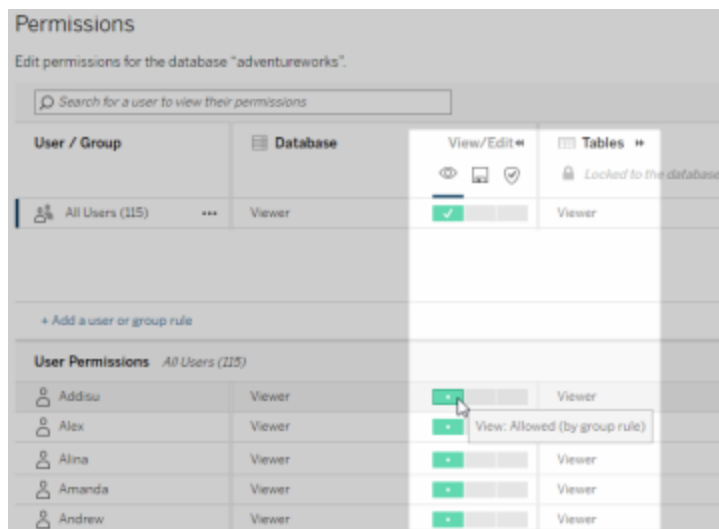 Permissions
Edit permissions for the database "adventureworks".
Search for a user to view their permissions
User / Group Database View/Edit Tables
Locked to the database
All Users (115) ••• Viewer Viewer
+ Add a user or group rule
User Permissions All Users (115)
Addisu Viewer Viewer
Alex Viewer View: Allowed (by group rule)
Alina Viewer Viewer
Amanda Viewer Viewer
Andrew Viewer Viewer